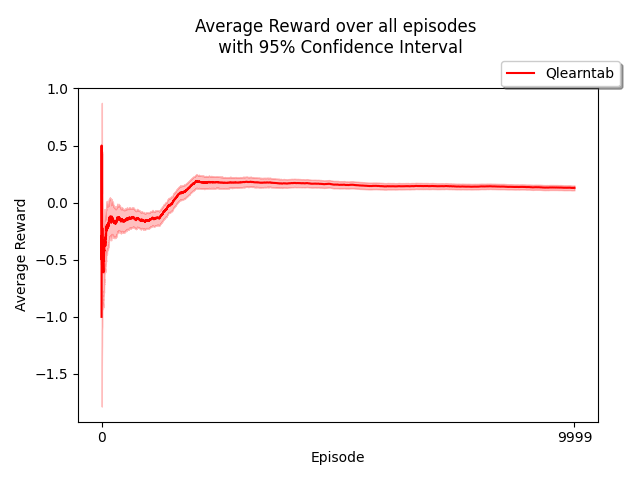 Average Reward over all episodes
with 95% Confidence Interval
Qlearntab
1.0
0.5
0.0
−0.5
−1.0
−1.5
Average Reward
0
9999
Episode